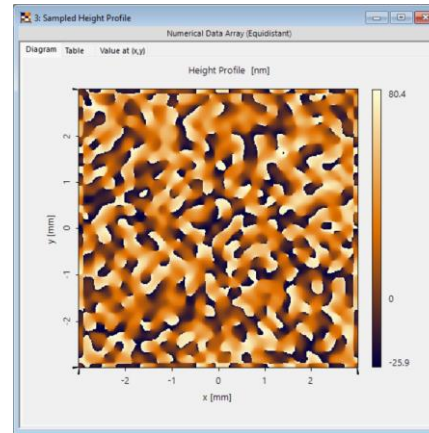 3: Sampled Height Profile
Numerical Data Array (Equidistant)
Diagram Table Value at (x,y)
Height Profile [nm]
80.4
0
-25.9
y [mm]
2
1
0
-1
-2
-2 -1 0 1 2
x [mm]